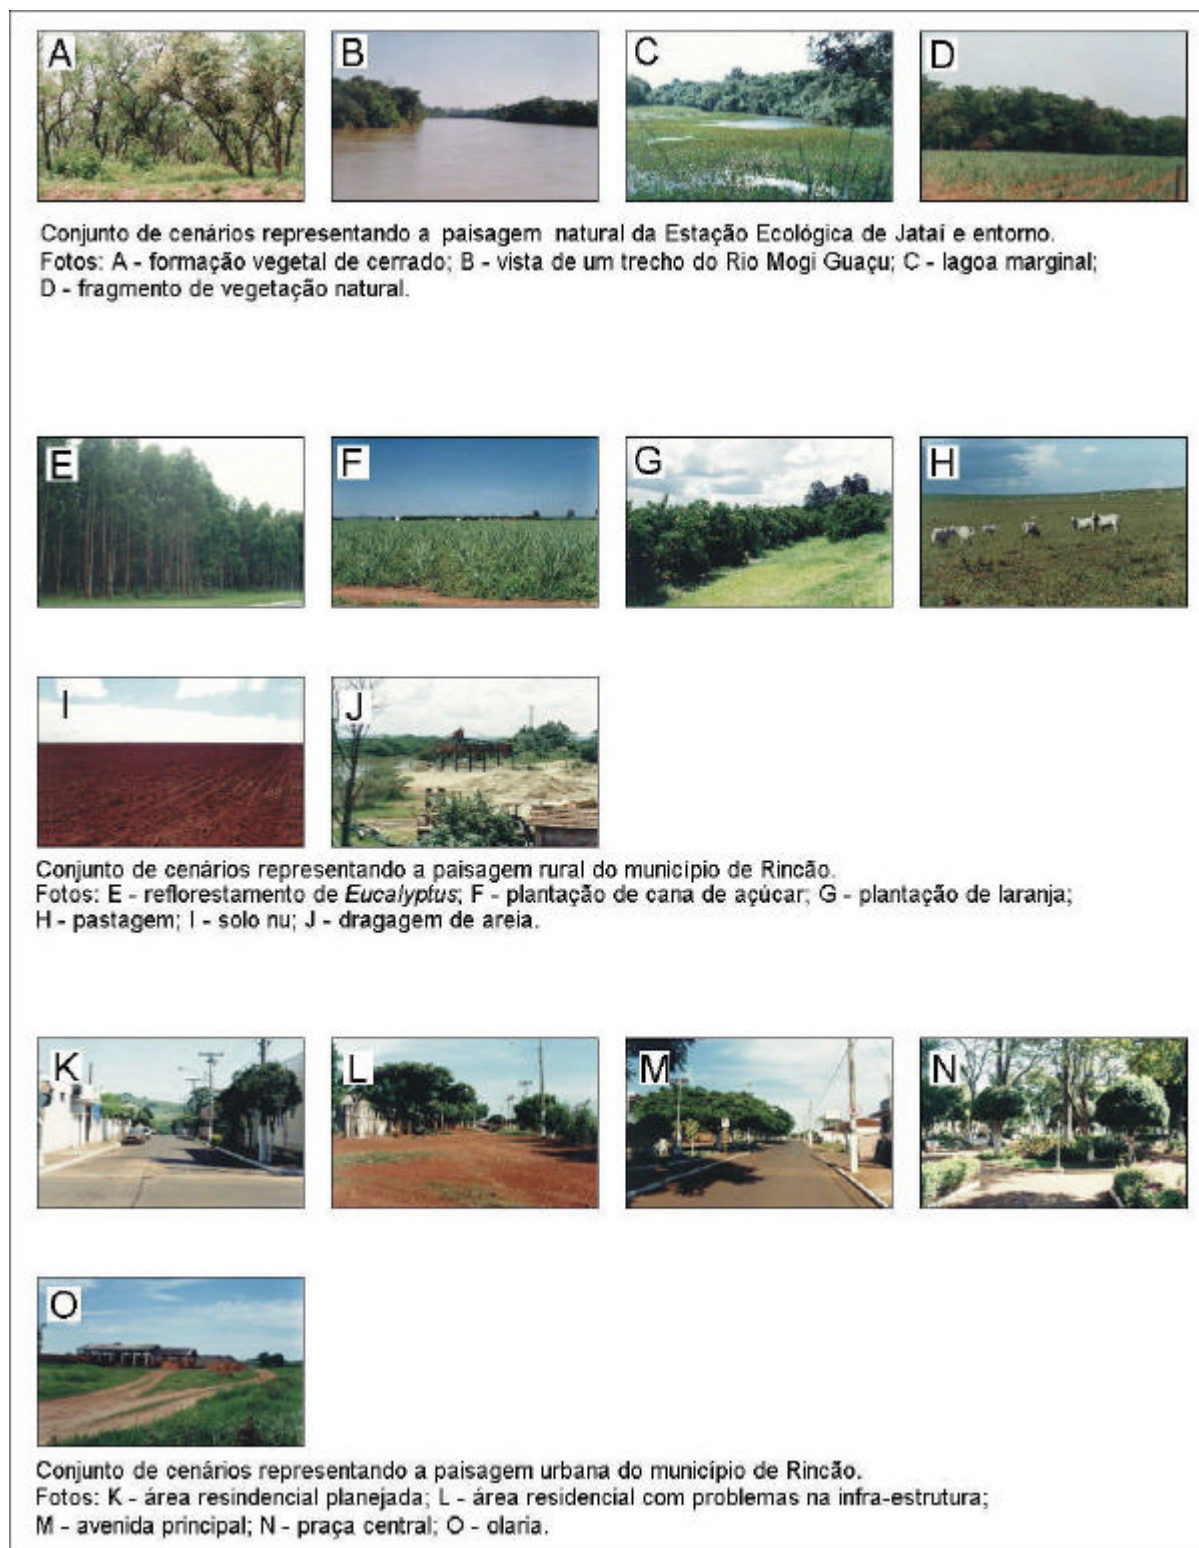 A B C D
Conjunto de cenários representando a paisagem natural da Estação Ecológica de Jataí e entorno.
Fotos: A - formação vegetal de cerrado; B - vista de um trecho do Rio Mogi Guaçu; C - lagoa marginal;
D - fragmento de vegetação natural.
E F G H
I J
Conjunto de cenários representando a paisagem rural do município de Rincão.
Fotos: E - reflorestamento de Eucalyptus; F - plantação de cana de açúcar; G - plantação de laranja;
H - pastagem; I - solo nu; J - dragagem de areia.
K L M N
O
Conjunto de cenários representando a paisagem urbana do município de Rincão.
Fotos: K - área resindencial planejada; L - área residencial com problemas na infra-estrutura;
M - avenida principal; N - praça central; O - olaria.